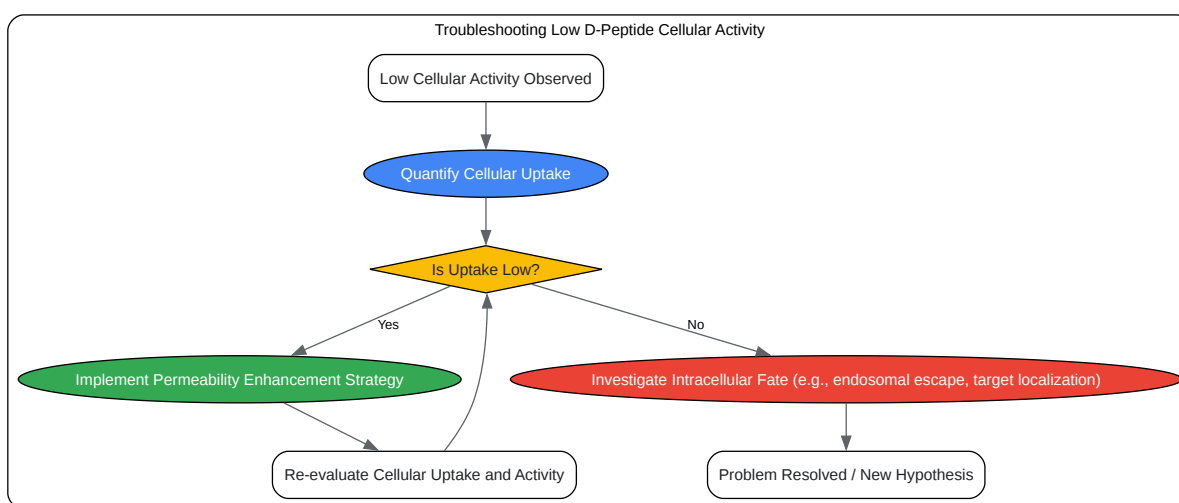 Troubleshooting Low D-Peptide Cellular Activity
Low Cellular Activity Observed
Quantify Cellular Uptake
Is Uptake Low?
Yes
No
Implement Permeability Enhancement Strategy
Investigate Intracellular Fate (e.g., endosomal escape, target localization)
Re-evaluate Cellular Uptake and Activity
Problem Resolved / New Hypothesis